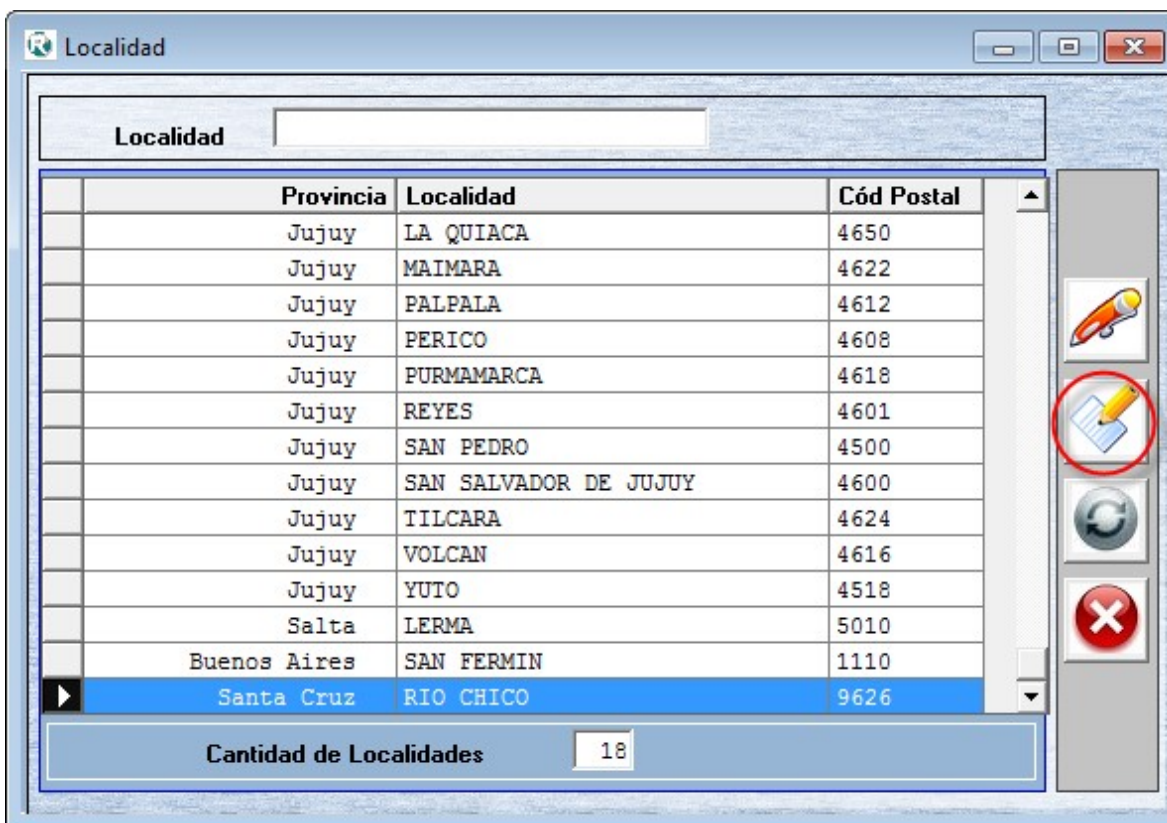 Localidad
Localidad
Provincia Localidad Cód Postal
Jujuy LA QUIACA 4650
Jujuy MAIMARA 4622
Jujuy PALPALA 4612
Jujuy PERICO 4608
Jujuy PURMAMARCA 4618
Jujuy REYES 4601
Jujuy SAN PEDRO 4500
Jujuy SAN SALVADOR DE JUJUY 4600
Jujuy TILCARA 4624
Jujuy VOLCAN 4616
Jujuy YUTO 4518
Salta LERMA 5010
Buenos Aires SAN FERMIN 1110
Santa Cruz RIO CHICO 9626
Cantidad de Localidades 18